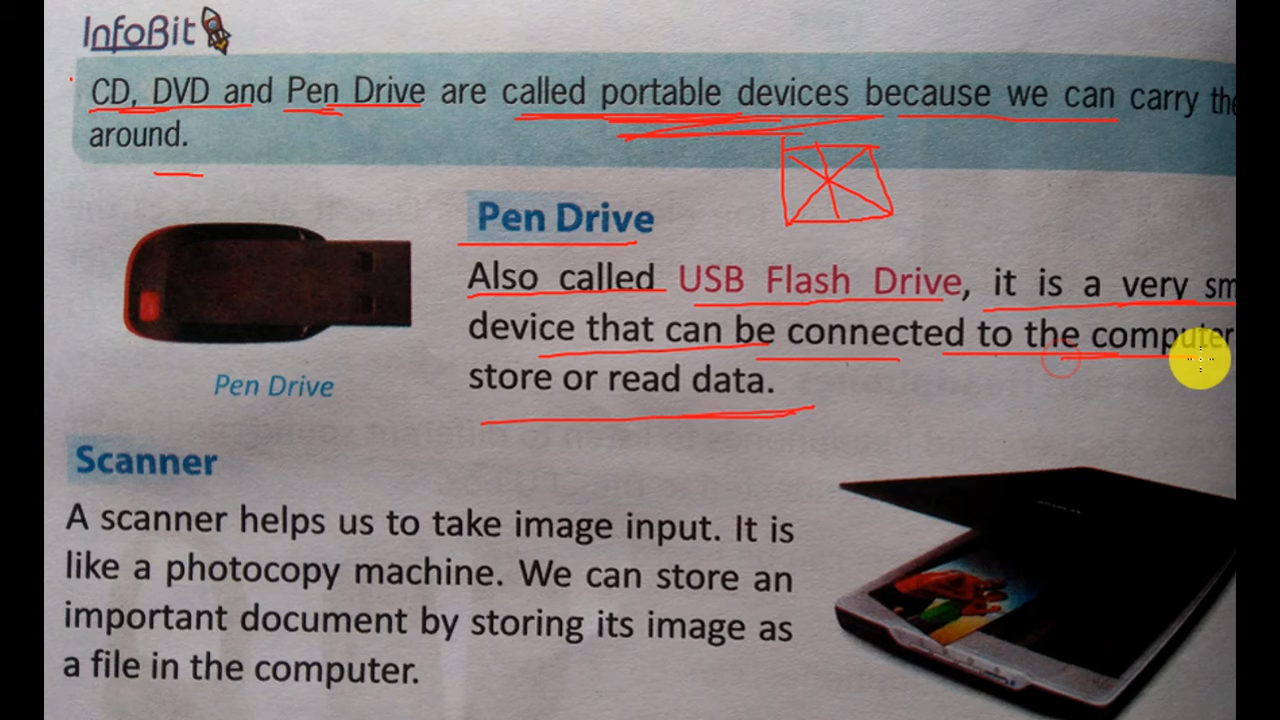 InfoBit
CD, DVD and Pen Drive are called portable devices because we can carry
around.
Pen Drive
Also called USB Flash Drive, it is a very
device that can be connected to the computer
store or read data.
Pen Drive
Scanner
A scanner helps us to take image input. It is
like a photocopy machine. We can store an
important document by storing its image as
a file in the computer.